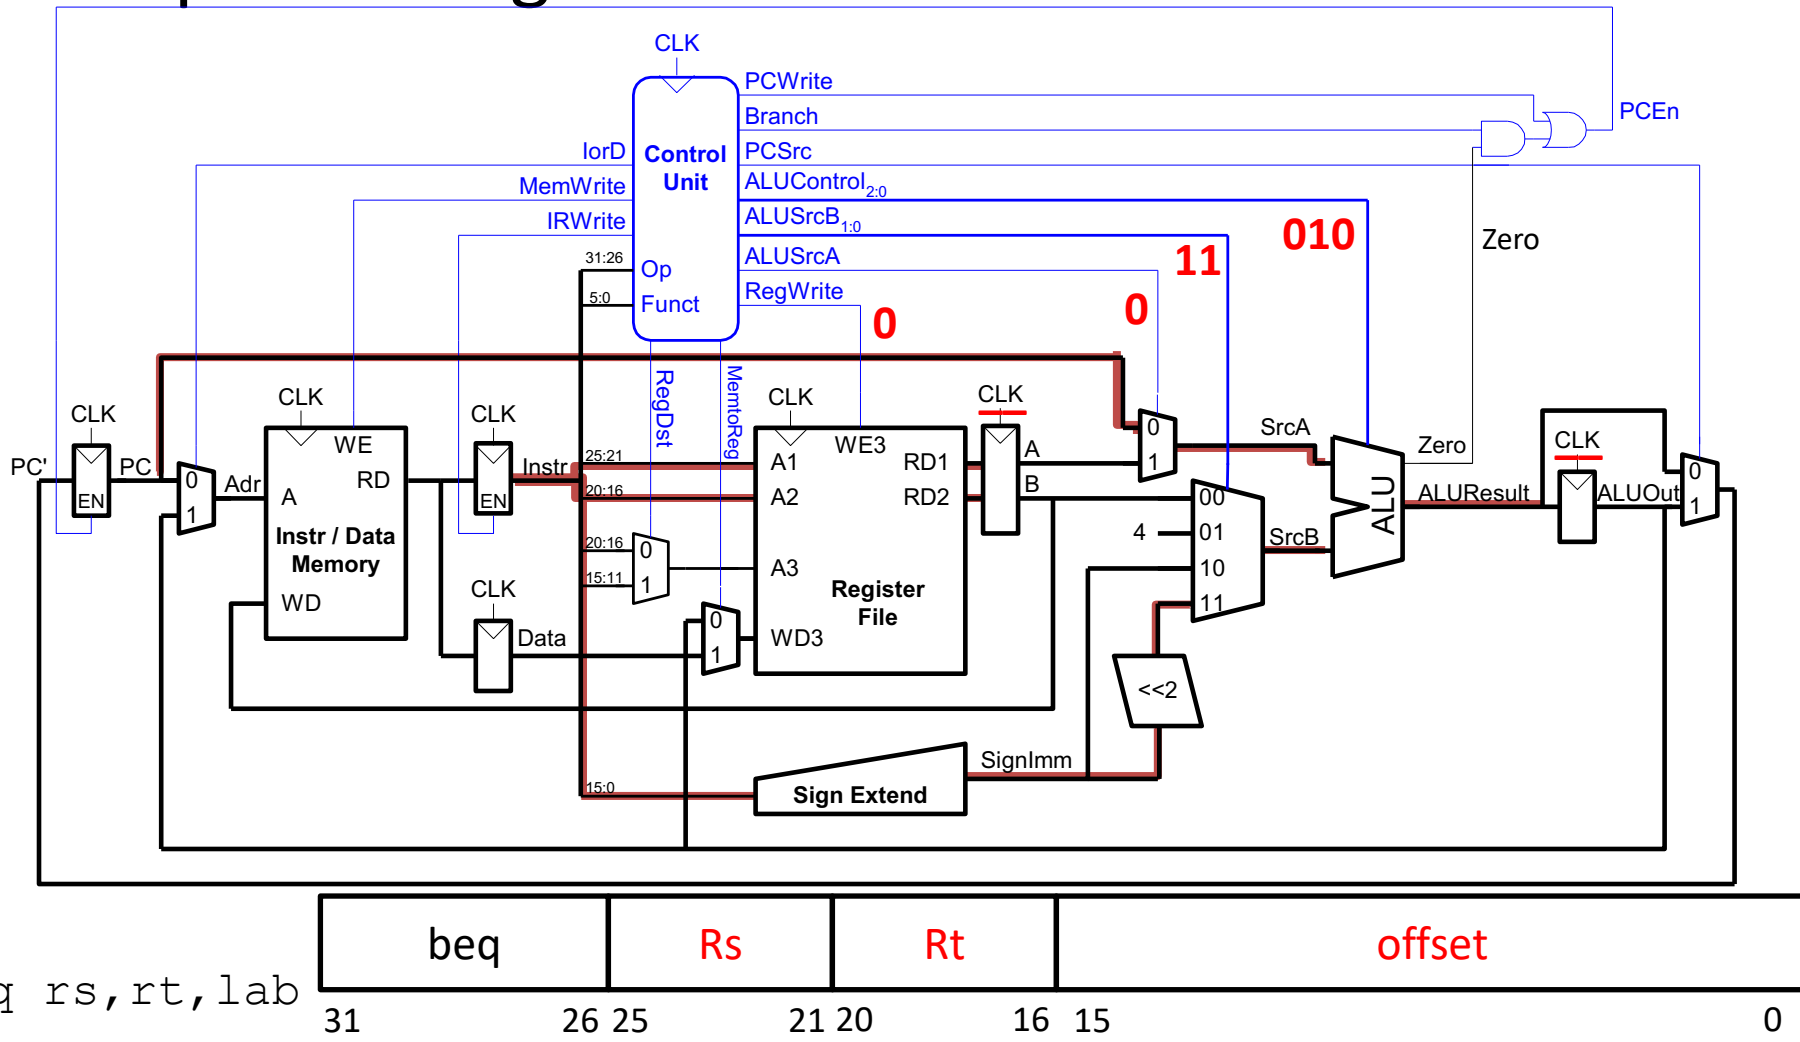 CLK
PCWrite
Branch
PCEn
IorD
Control
Unit
PCSrc
MemWrite
ALUControl2:0
IRWrite
ALUSrcB1:0
010
Zero
31:26
Op
ALUSrcA
11
5:0
Funct
RegWrite
0
0
RegDst
MemtoReg
CLK
CLK
CLK
CLK
CLK
CLK
WE
WE3
0
SrcA
Zero
PC'
PC
EN
0
1
Adr
A
RD
Instr / Data
Memory
WD
EN
Instr
25:21
20:16
20:16
15:11
0
1
A1
A2
A3
RD1
RD2
A
B
1
00
01
10
11
4
SrcB
ALU
ALUResult
ALUOut
0
1
CLK
Data
0
1
WD3
Register
File
<<2
SignImm
15:0
Sign Extend
beq
Rs
Rt
offset
q rs,rt,lab
31
26
25
21
20
16
15
0